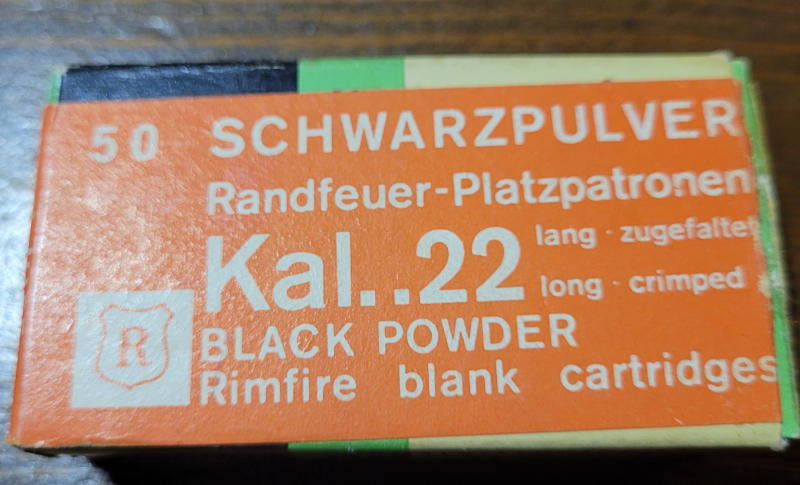 50 SCHWARZPULVER
Randfeuer-Platzpatronen
Kal. .22 lang · zugefaltet
long · crimped
R
BLACK POWDER
Rimfire blank cartridges